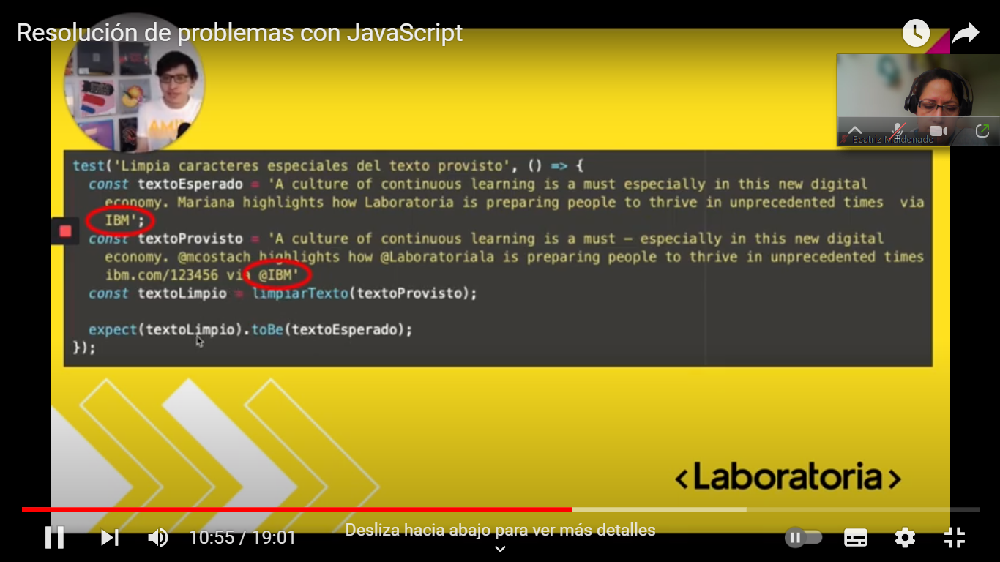 Resolución de problemas con JavaScript
Beatriz Maldonado
test('Limpia caracteres especiales del texto provisto', () => {
const textoEsperado = 'A culture of continuous learning is a must especially in this new digital
economy. Mariana highlights how Laboratoria is preparing people to thrive in unprecedented times  via
IBM';
const textoProvisto = 'A culture of continuous learning is a must — especially in this new digital
economy. @mcostach highlights how @Laboratoriala is preparing people to thrive in unprecedented times
ibm.com/123456 via @IBM'
const textoLimpio = limpiarTexto(textoProvisto);
expect(textoLimpio).toBe(textoEsperado);
});
<Laboratoria>
10:55 / 19:01
Desliza hacia abajo para ver más detalles